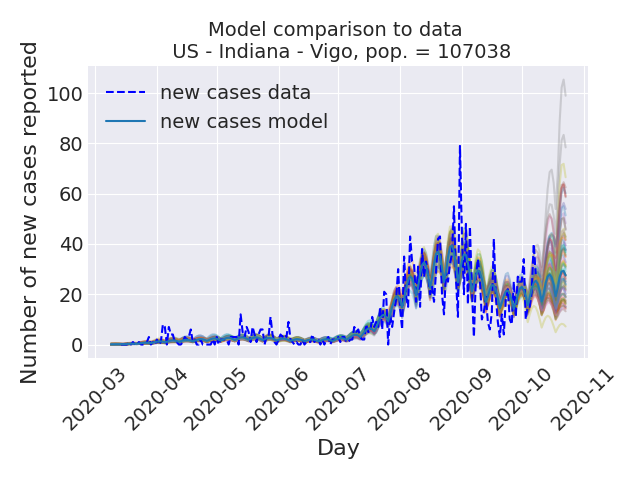 Model comparison to data
US - Indiana - Vigo, pop. = 107038
Number of new cases reported
100
80
60
40
20
0
new cases data
new cases model
2020-03
2020-04
2020-05
2020-06
2020-07
2020-08
2020-09
2020-10
2020-11
Day